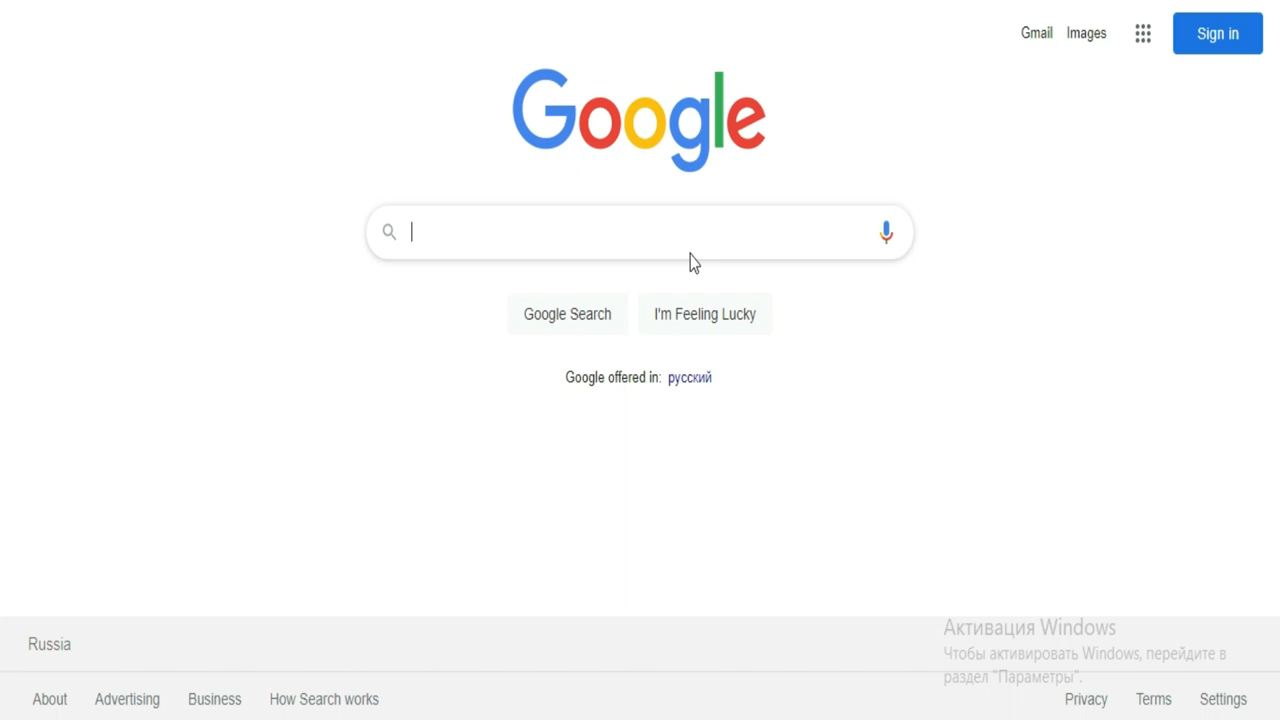 Gmail Images Sign in
Google
Google Search I'm Feeling Lucky
Google offered in: русский
Russia
Активация Windows
Чтобы активировать Windows, перейдите в
раздел "Параметры".
About Advertising Business How Search works Privacy Terms Settings